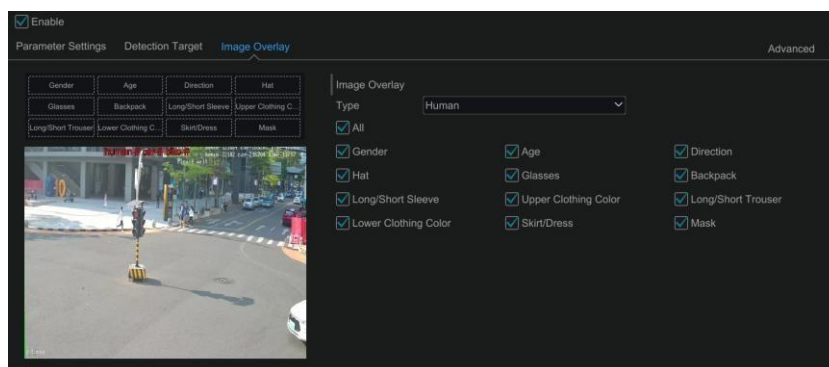 Enable
Parameter Settings Detection Target Image Overlay Advanced
Gender Age Direction Hat
Glasses Backpack Long/Short Sleeve Upper Clothing C...
Long/Short Trouser Lower Clothing C... Skirt/Dress Mask
Image Overlay
Type Human
All
Gender Age Direction
Hat Glasses Backpack
Long/Short Sleeve Upper Clothing Color Long/Short Trouser
Lower Clothing Color Skirt/Dress Mask